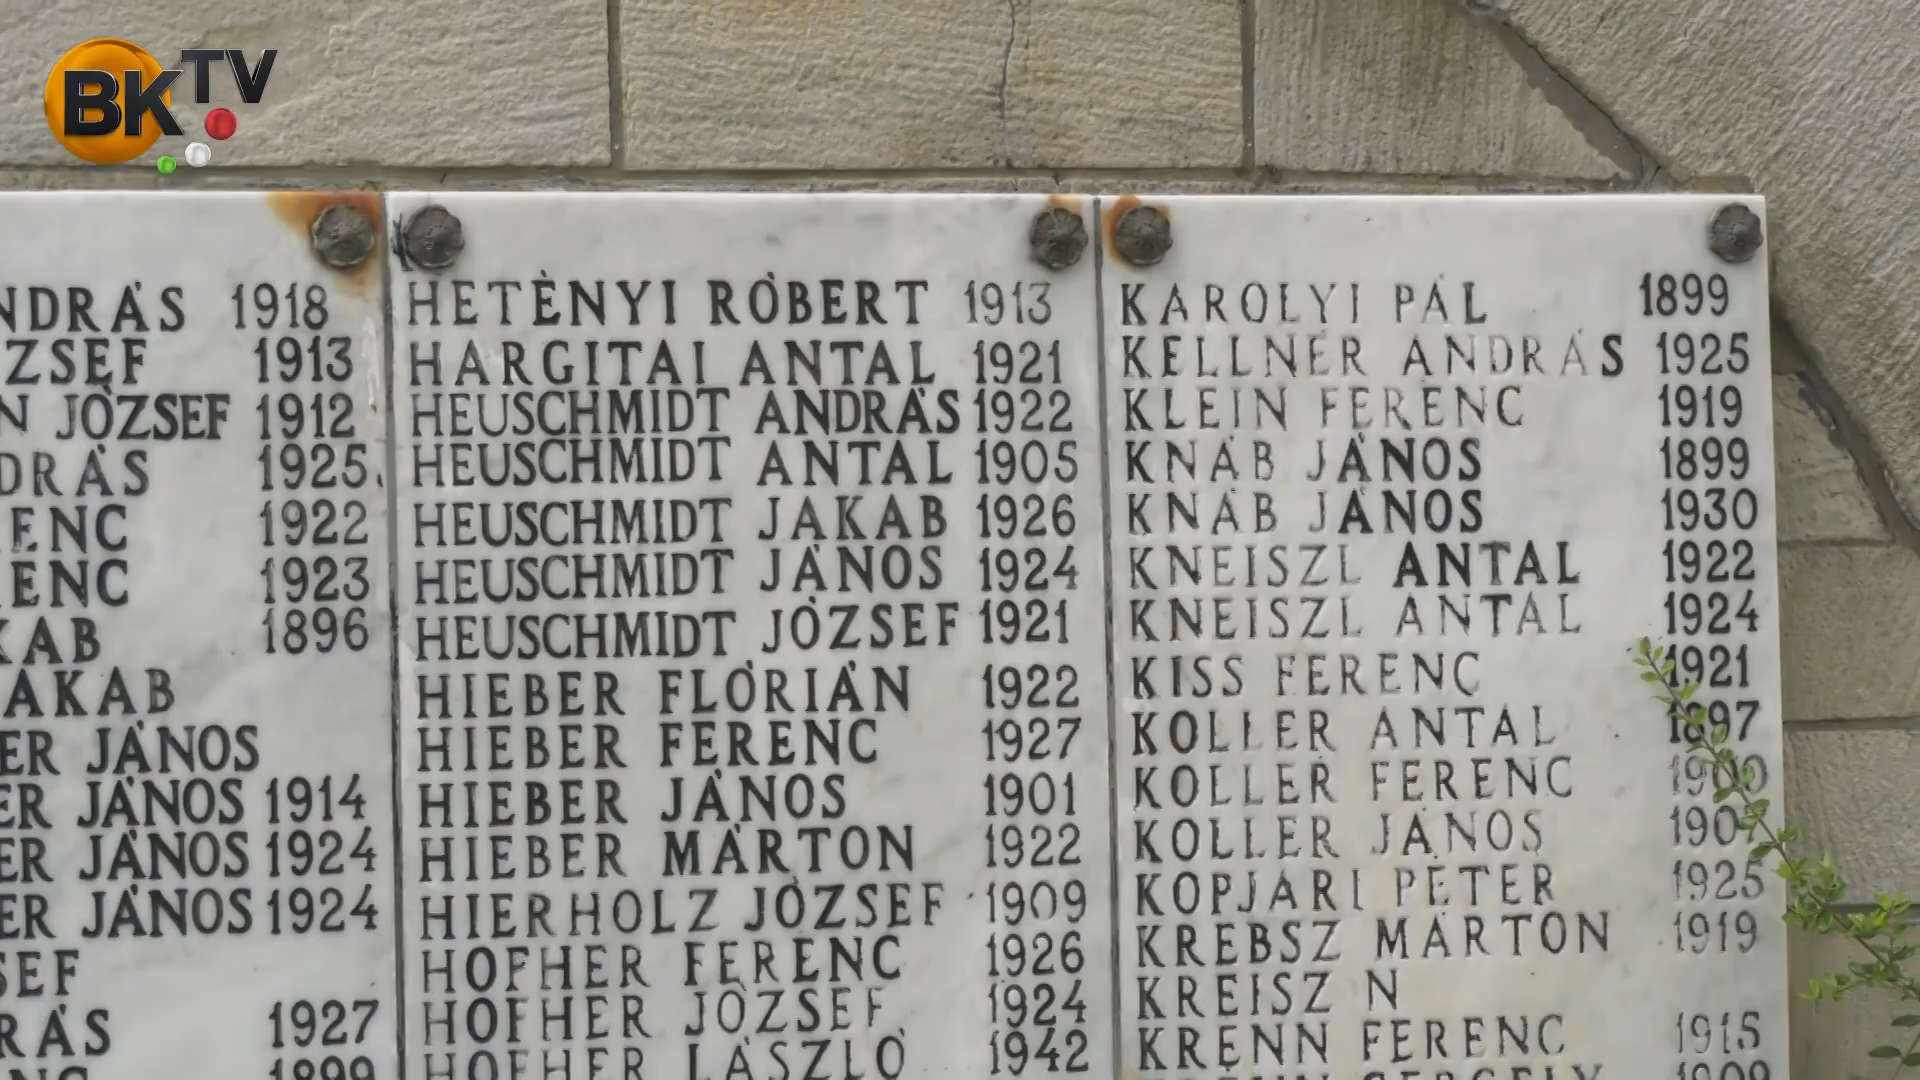 BKTV
NDRÁS 1918
ZSEF 1913
N JÓZSEF 1912
DRÁS 1925
ENC 1922
ENC 1923
KAB 1896
AKAB
ER JÁNOS
ER JÁNOS 1914
ER JÁNOS 1924
ER JÁNOS 1924
SEF
RÁS 1927
1899
HETÉNYI RÓBERT 1913
HARGITAI ANTAL 1921
HEUSCHMIDT ANDRÁS 1922
HEUSCHMIDT ANTAL 1905
HEUSCHMIDT JAKAB 1926
HEUSCHMIDT JÁNOS 1924
HEUSCHMIDT JÓZSEF 1921
HIEBER FLÓRIÁN 1922
HIEBER FERENC 1927
HIEBER JÁNOS 1901
HIEBER MÁRTON 1922
HIERHOLZ JÓZSEF 1909
HOFHER FERENC 1926
HOFHER JÓZSEF 1924
HOFHER LÁSZLÓ 1942
KÁROLYI PÁL 1899
KELLNER ANDRÁS 1925
KLEIN FERENC 1919
KNÁB JÁNOS 1899
KNÁB JÁNOS 1930
KNEISZL ANTAL 1922
KNEISZL ANTAL 1924
KISS FERENC 1921
KOLLER ANTAL 1897
KOLLER FERENC 1900
KOLLER JÁNOS
KOPJÁRI PÉTER 1925
KREBSZ MÁRTON 1919
KREISZ N
KRENN FERENC 1915